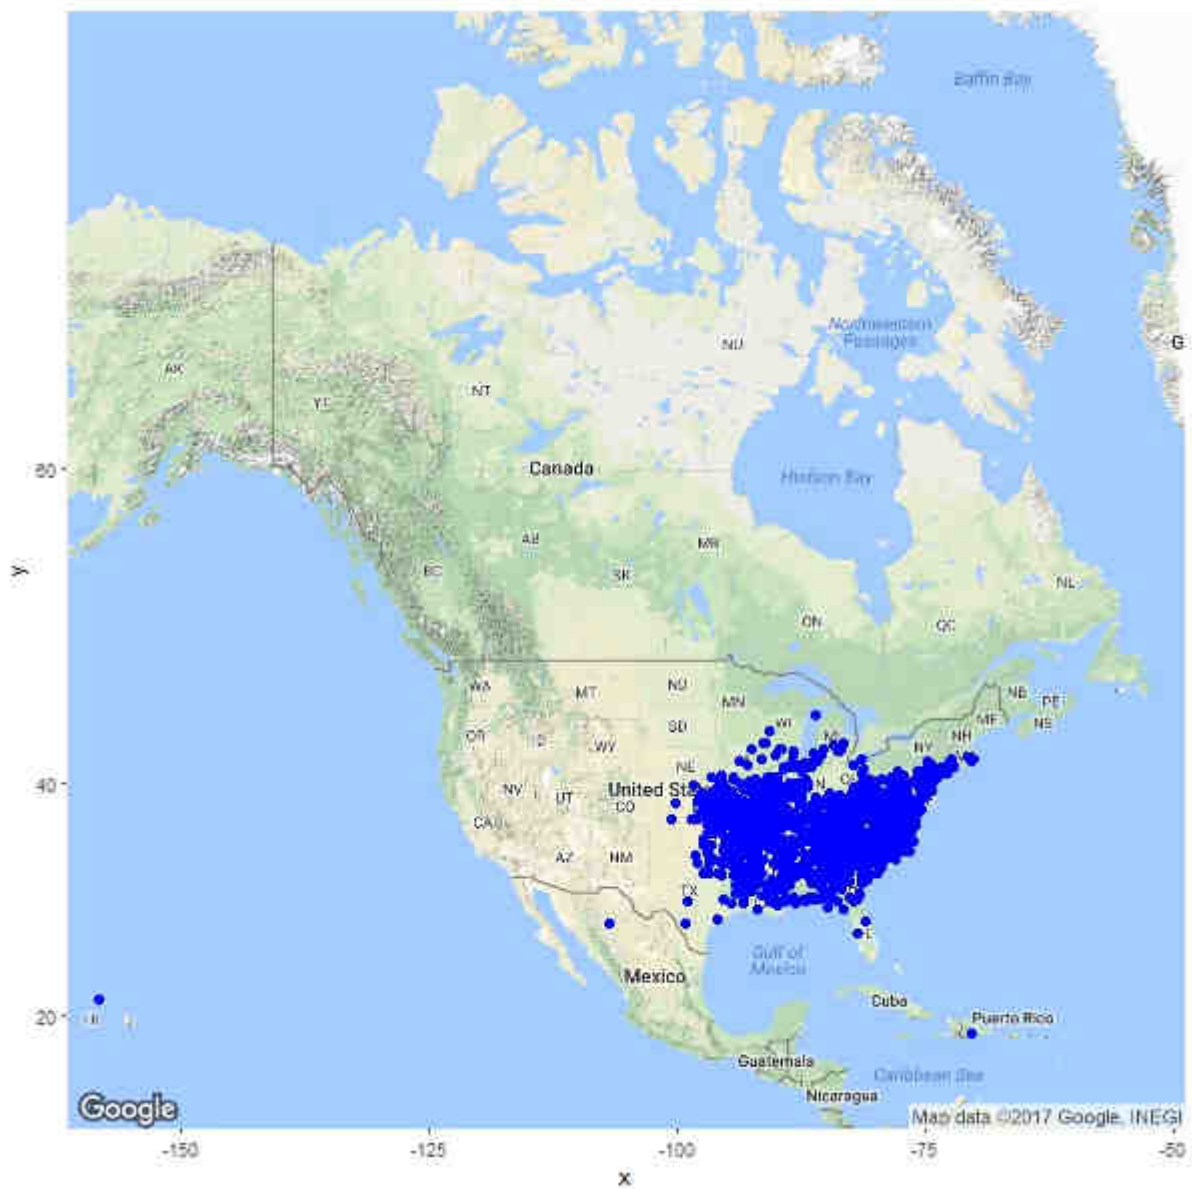 Baffin Bay
Northwestern
Passages
NU
G
AK
YT
NT
60
Canada
Hudson Bay
AB
MB
BC
SK
NL
ON
QC
y
WA
MT
ND
MN
NB
PE
ME
NS
OR
ID
WY
SD
WI
NY
NH
NE
40
NV
UT
United Sta
CO
CA
AZ
NM
TX
Gulf of
Mexico
Mexico
Cuba
20
Puerto Rico
Guatemala
Caribbean Sea
Nicaragua
Google
Map data ©2017 Google, INEGI
-150
-125
-100
-75
-50
x